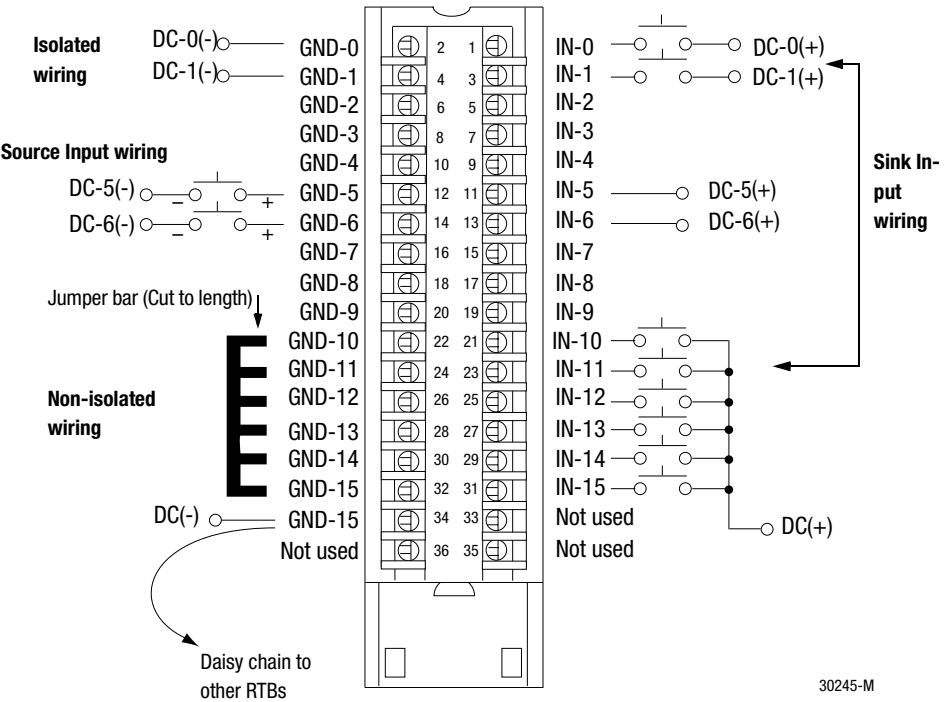 Isolated
wiring
DC-0(-) GND-0 2 1 IN-0 DC-0(+)
DC-1(-) GND-1 4 3 IN-1 DC-1(+)
GND-2 6 5 IN-2
GND-3 8 7 IN-3
Source Input wiring
GND-4 10 9 IN-4
Sink In-
put
wiring
DC-5(-) – + GND-5 12 11 IN-5 DC-5(+)
DC-6(-) – + GND-6 14 13 IN-6 DC-6(+)
GND-7 16 15 IN-7
GND-8 18 17 IN-8
Jumper bar (Cut to length)
GND-9 20 19 IN-9
GND-10 22 21 IN-10
GND-11 24 23 IN-11
Non-isolated
wiring
GND-12 26 25 IN-12
GND-13 28 27 IN-13
GND-14 30 29 IN-14
GND-15 32 31 IN-15
DC(-) GND-15 34 33 Not used DC(+)
Not used 36 35 Not used
Daisy chain to
other RTBs
30245-M